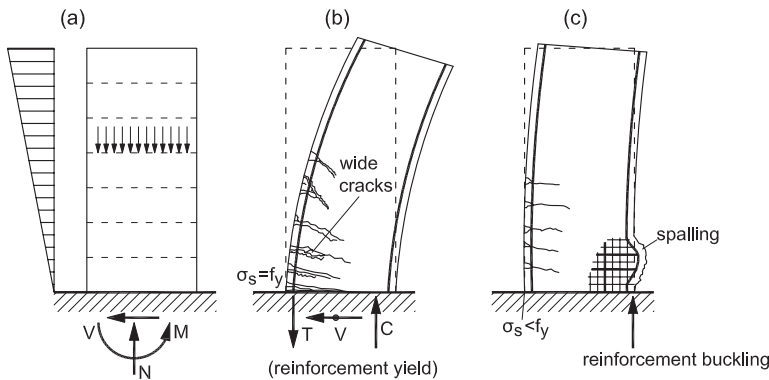 (a)
V
M
N
(b)
wide
cracks
σs=fy
T
V
C
(reinforcement yield)
(c)
spalling
σs<fy
reinforcement buckling